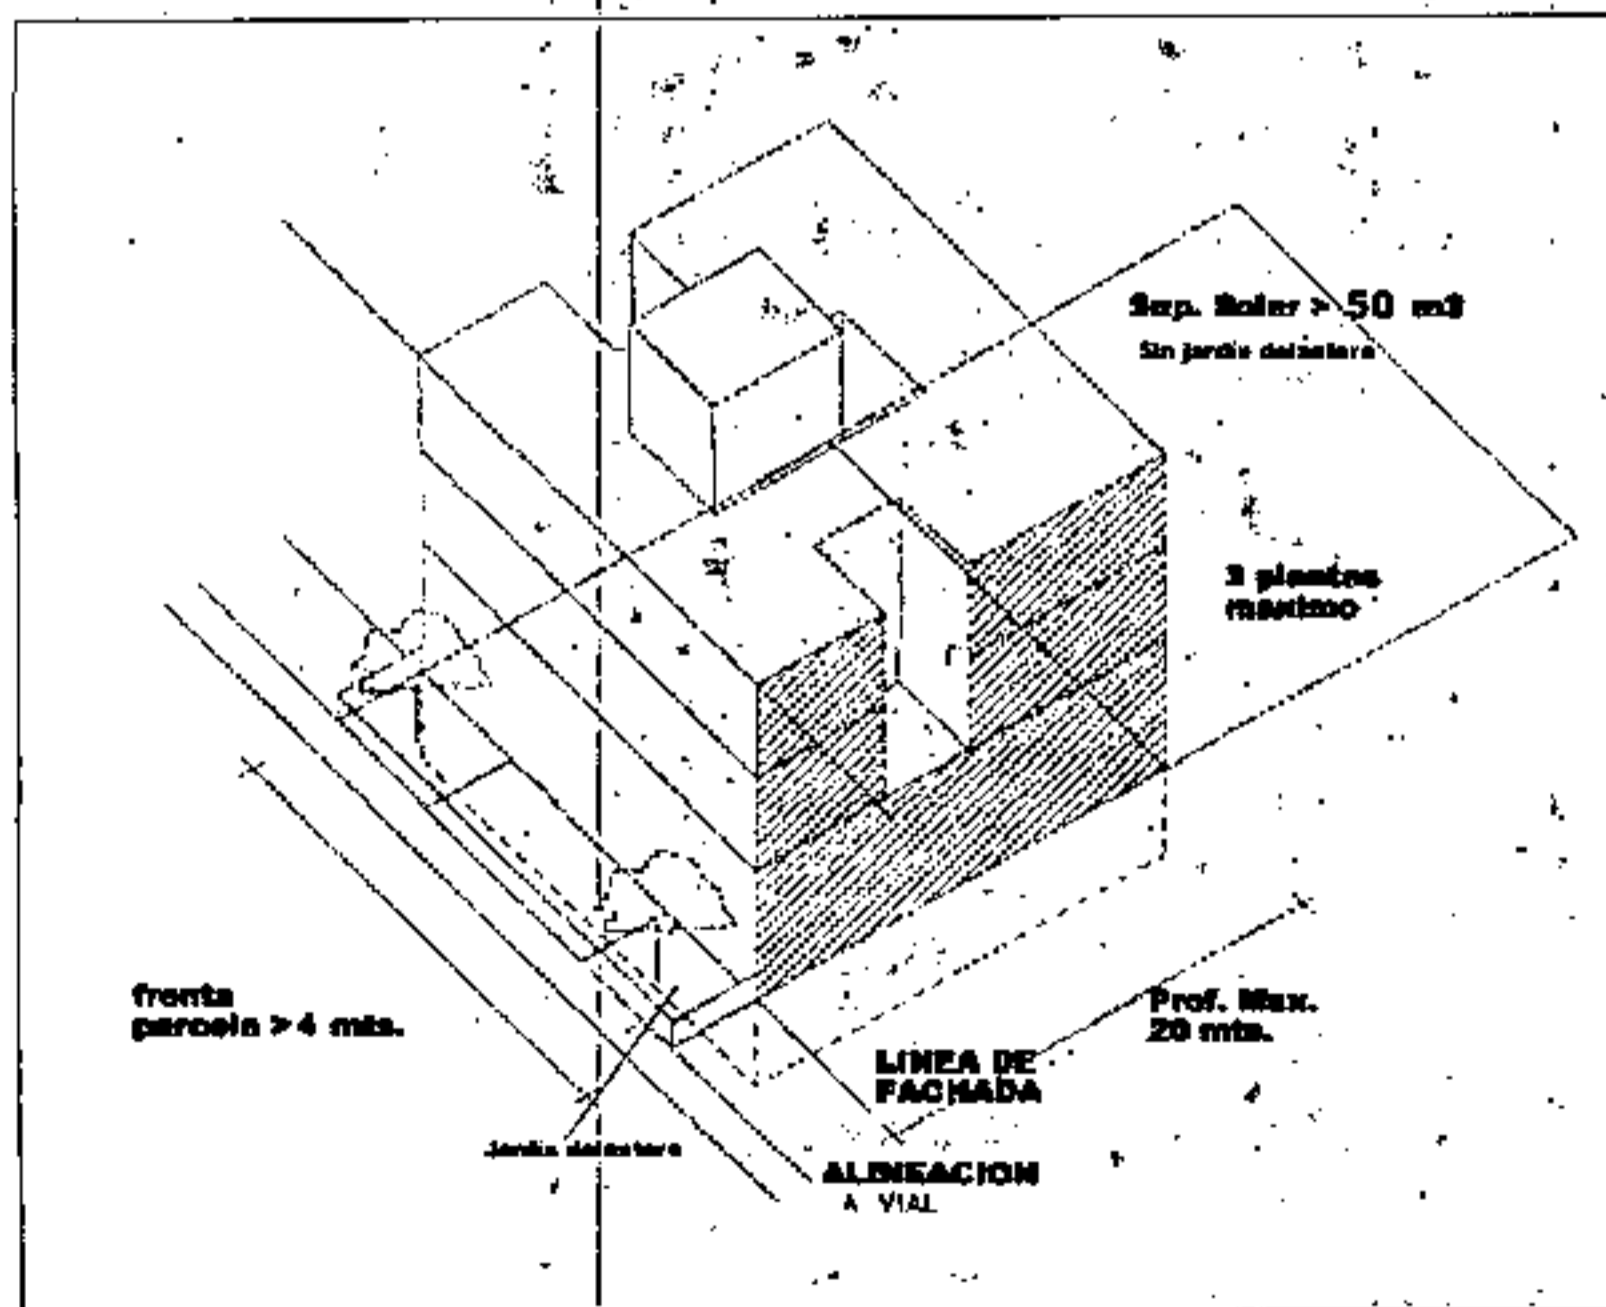 Sup. Solar > 50 m2
Sin jardin delantero
3 plantas
maximo
frente
parcela > 4 mts.
Prof. Max.
20 mts.
LINEA DE
FACHADA
Jardin delantero
ALINEACION
A VIAL